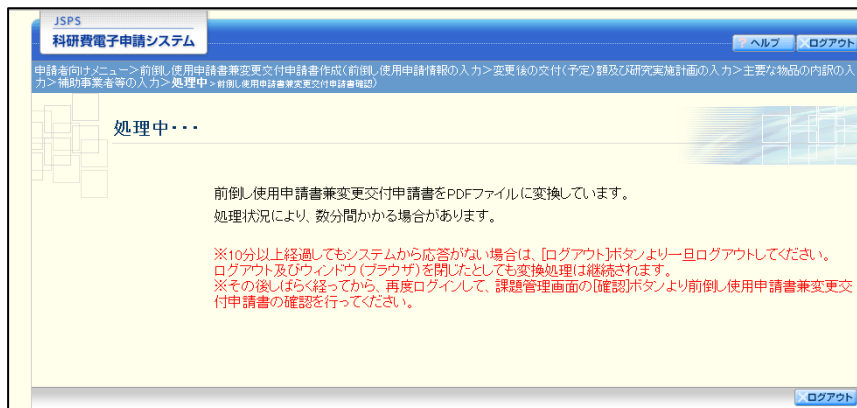 JSPS
科研費電子申請システム
? ヘルプ ×ログアウト
申請者向けメニュー>前倒し使用申請書兼変更交付申請書作成(前倒し使用申請情報の入力>変更後の交付(予定)額及び研究実施計画の入力>主要な物品の内訳の入
力>補助事業者等の入力>処理中>前倒し使用申請書兼変更交付申請書確認)
処理中・・・
前倒し使用申請書兼変更交付申請書をPDFファイルに変換しています。
処理状況により、数分間かかる場合があります。
※10分以上経過してもシステムから応答がない場合は、[ログアウト]ボタンより一旦ログアウトしてください。
ログアウト及びウィンドウ(ブラウザ)を閉じたとしても変換処理は継続されます。
※その後しばらく経ってから、再度ログインして、課題管理画面の[確認]ボタンより前倒し使用申請書兼変更交
付申請書の確認を行ってください。
×ログアウト